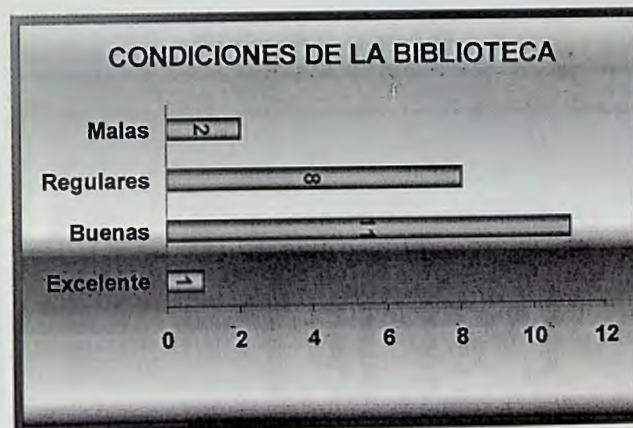 CONDICIONES DE LA BIBLIOTECA
Malas 2
Regulares 8
Buenas 11
Excelente 1
0 2 4 6 8 10 12